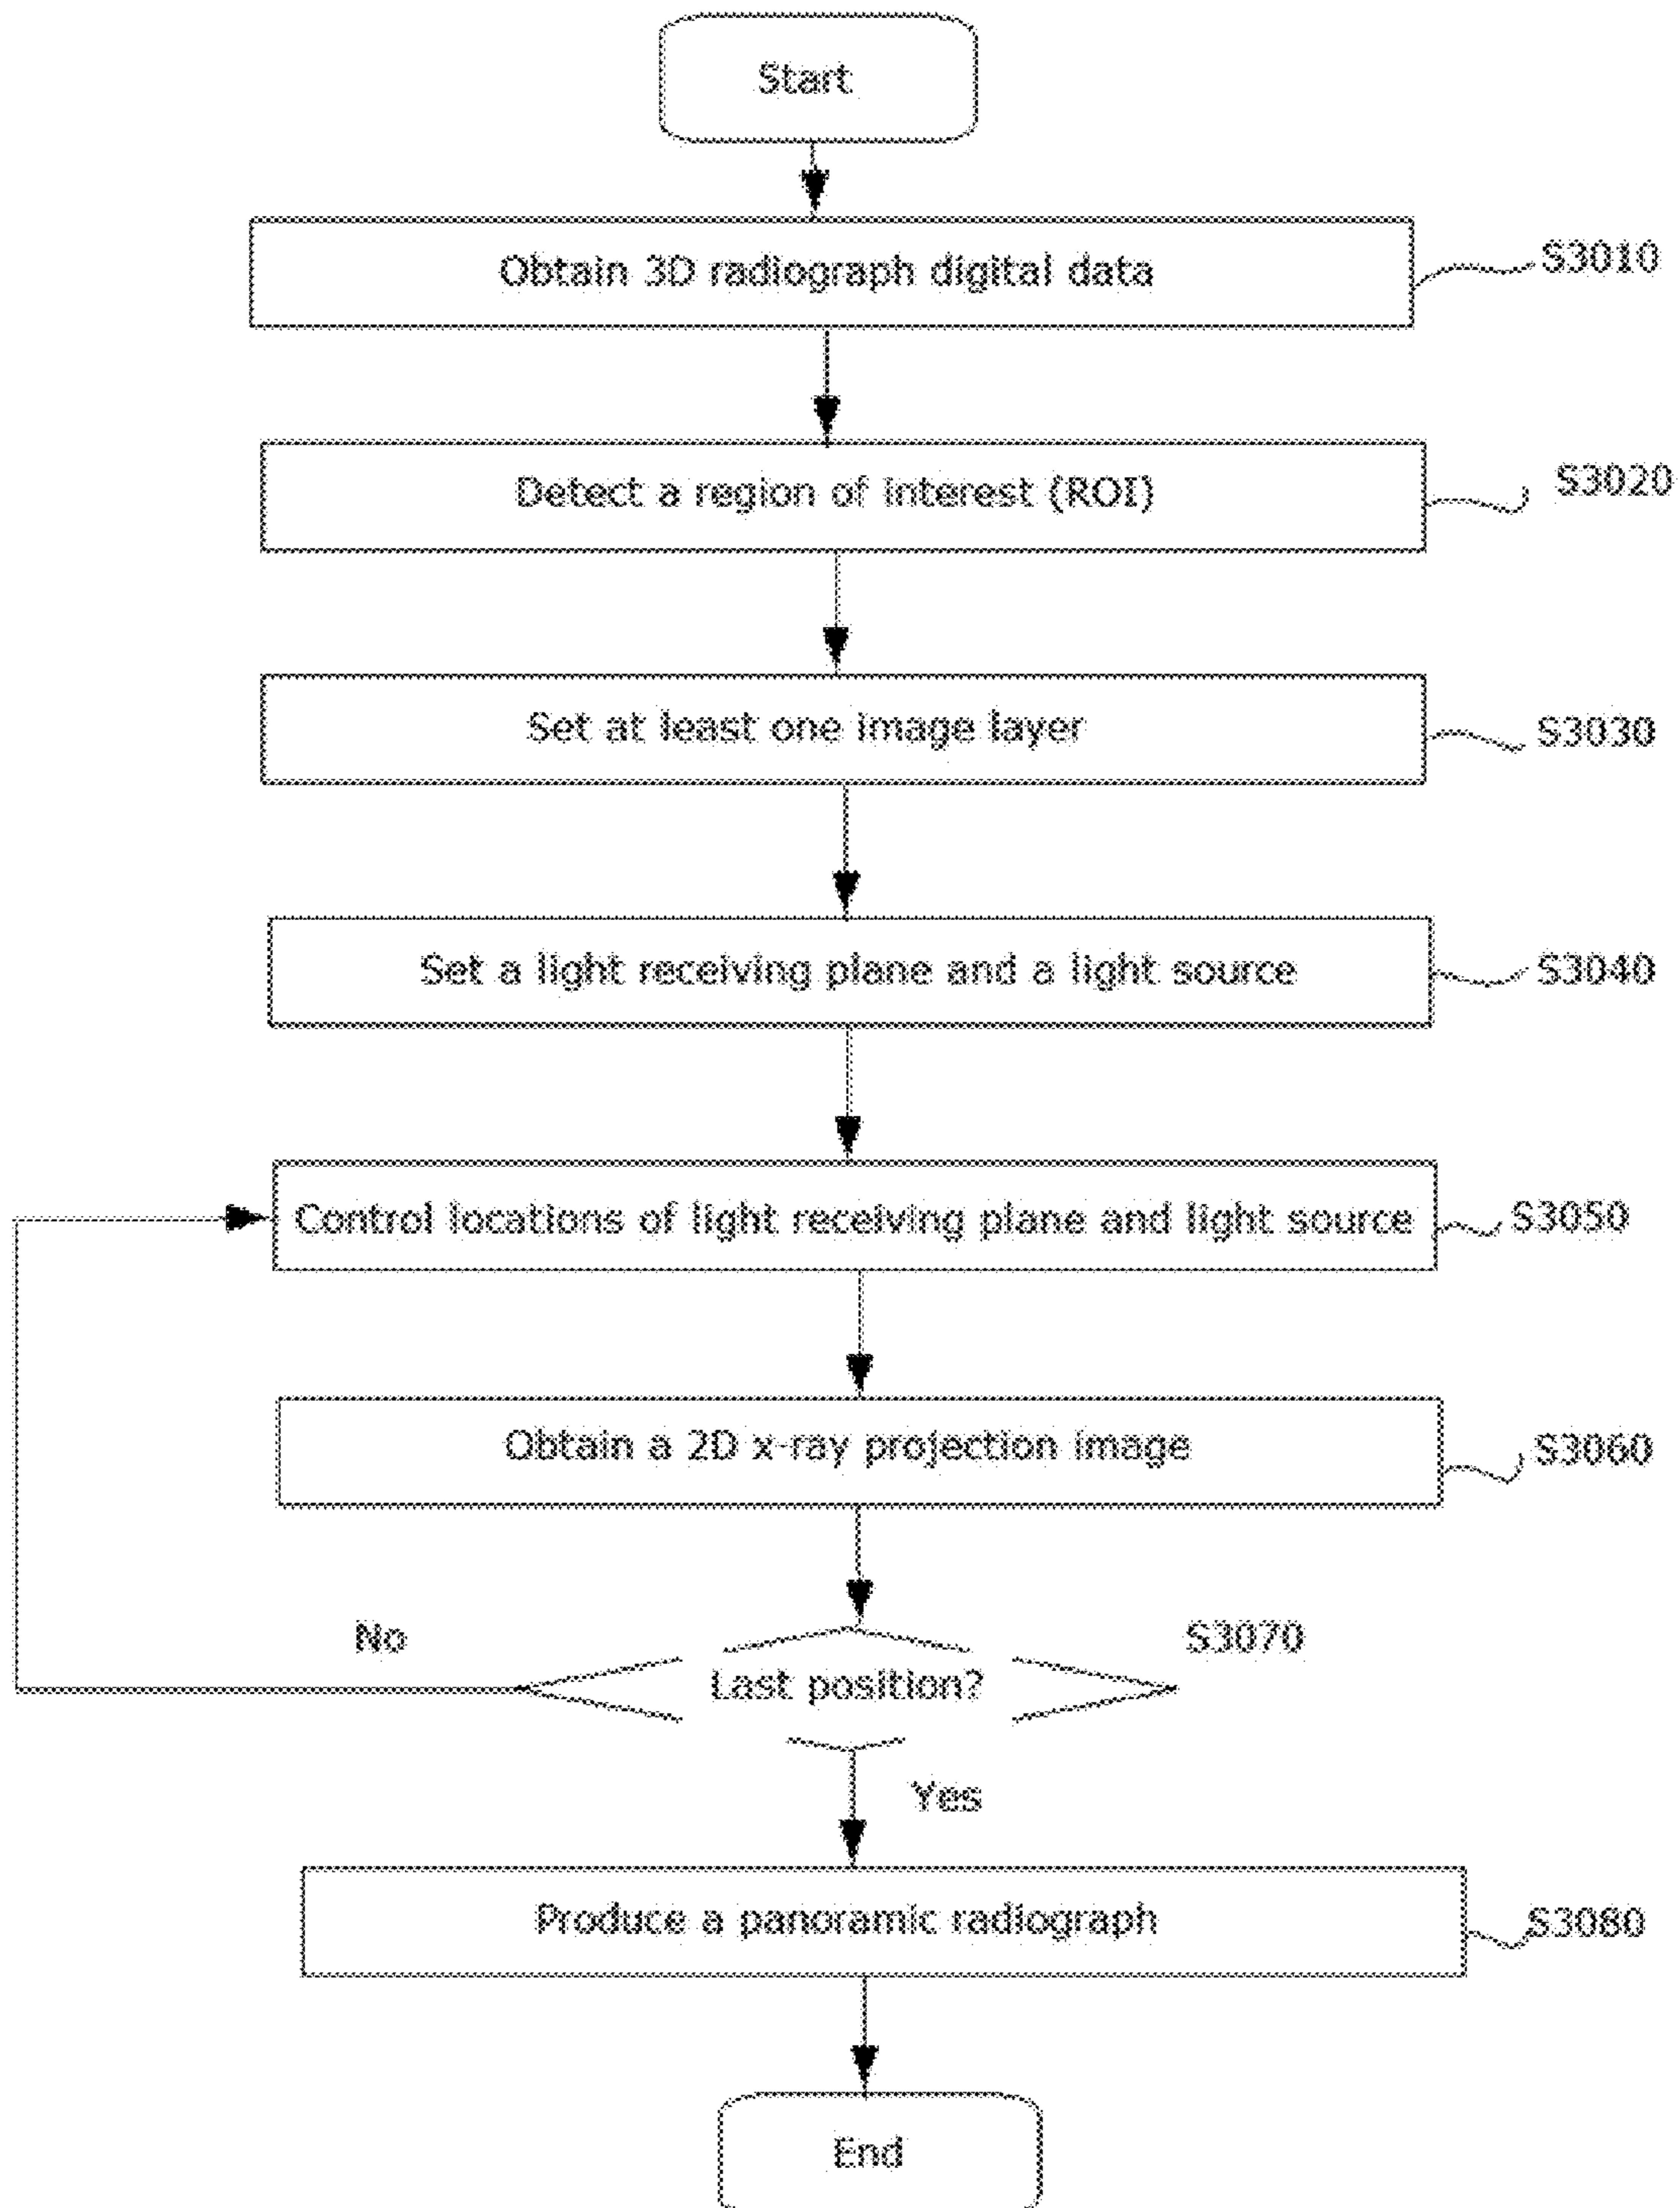 Start
Obtain 3D radiograph digital data
S3010
Detect a region of interest (ROI)
S3020
Set at least one image layer
S3030
Set a light receiving plane and a light source
S3040
Control locations of light receiving plane and light source
S3050
Obtain a 2D x-ray projection image
S3060
No
S3070
Last position?
Yes
Produce a panoramic radiograph
S3080
End